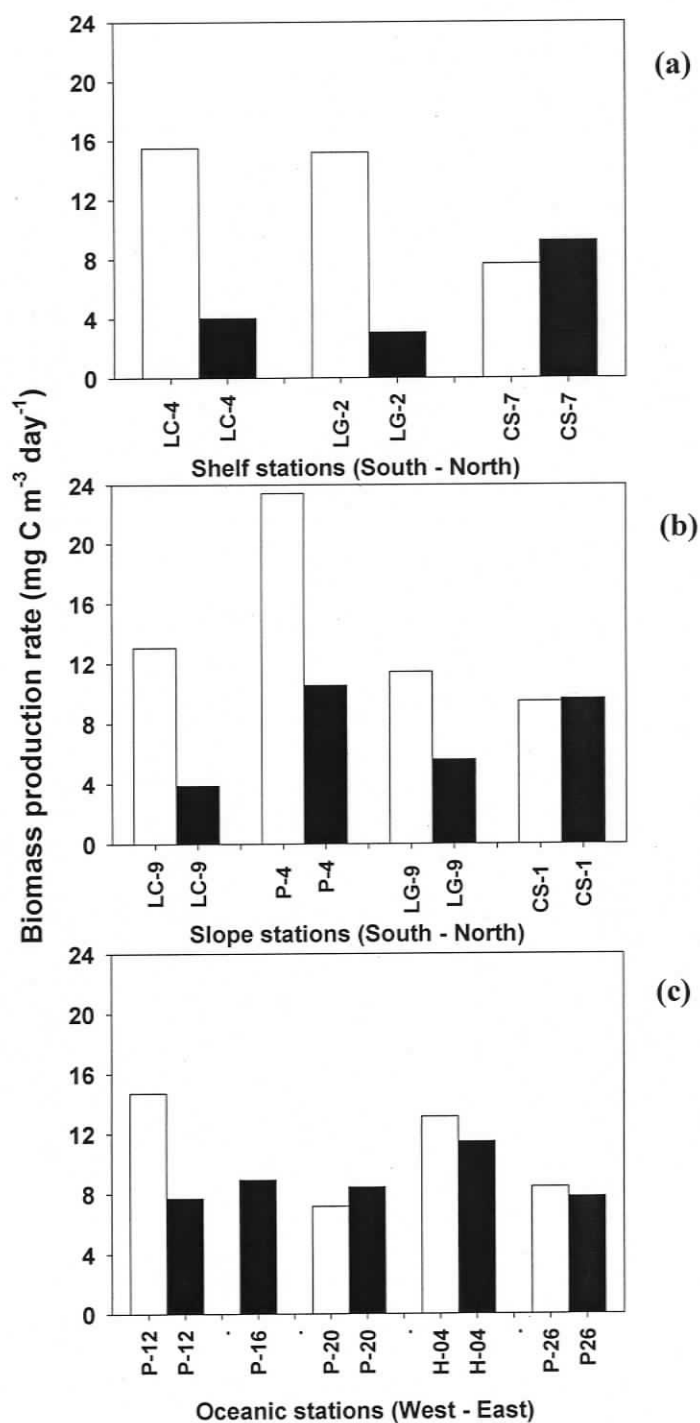 24
(a)
20
16
12
8
4
0
LC-4 LC-4 LG-2 LG-2 CS-7 CS-7
Shelf stations (South - North)
Biomass production rate (mg C m⁻³ day⁻¹)
24
(b)
20
16
12
8
4
0
LC-9 LC-9 P-4 P-4 LG-9 LG-9 CS-1 CS-1
Slope stations (South - North)
24
(c)
20
16
12
8
4
0
P-12 P-12 P-16 P-20 P-20 H-04 H-04 P-26 P26
Oceanic stations (West - East)